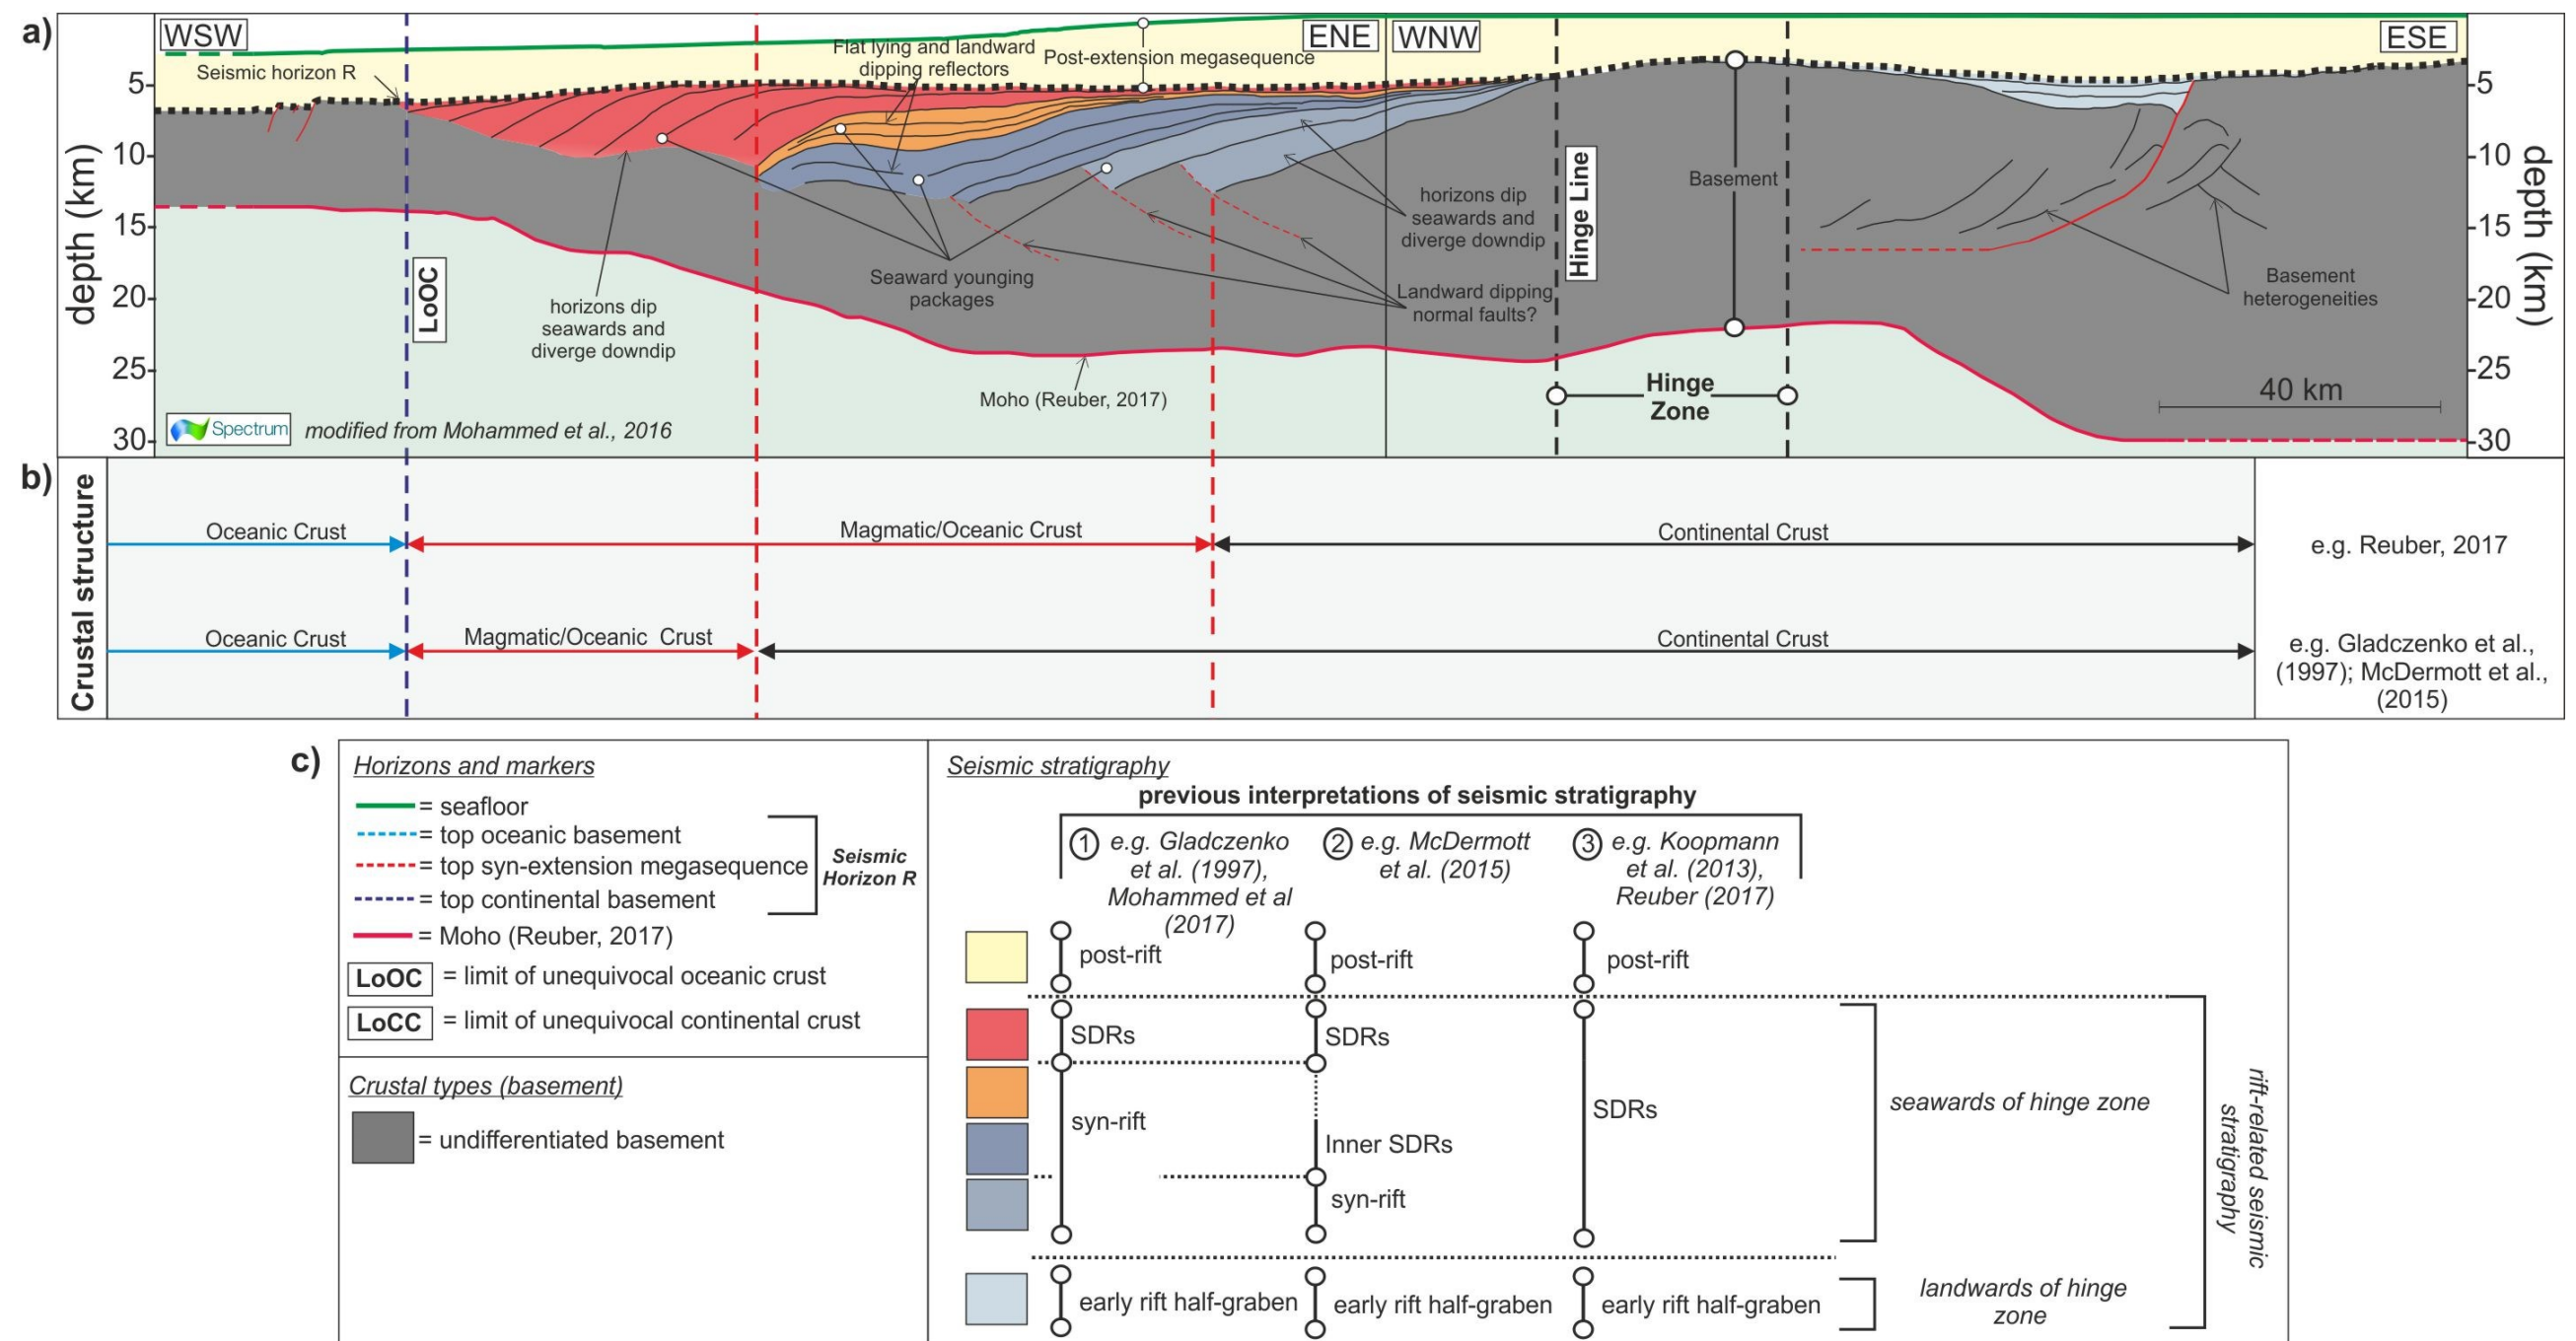 a)
WSW
ENE
WNW
ESE
Flat lying and landward
dipping reflectors
Post-extension megasequence
Seismic horizon R
depth (km)
5
10
15
20
25
30
depth (km)
5
10
15
20
25
30
LoOC
horizons dip
seawards and
diverge downdip
Seaward younging
packages
Moho (Reuber, 2017)
horizons dip
seawards and
diverge downdip
Landward dipping
normal faults?
Hinge Line
Basement
Hinge
Zone
Basement
heterogeneities
40 km
Spectrum
modified from Mohammed et al., 2016
b)
Crustal structure
Oceanic Crust
Magmatic/Oceanic Crust
Continental Crust
e.g. Reuber, 2017
Oceanic Crust
Magmatic/Oceanic Crust
Continental Crust
e.g. Gladczenko et al.,
(1997); McDermott et al.,
(2015)
c)
Horizons and markers
= seafloor
= top oceanic basement
= top syn-extension megasequence
= top continental basement
Seismic
Horizon R
= Moho (Reuber, 2017)
LoOC = limit of unequivocal oceanic crust
LoCC = limit of unequivocal continental crust
Crustal types (basement)
= undifferentiated basement
Seismic stratigraphy
previous interpretations of seismic stratigraphy
1 e.g. Gladczenko
et al. (1997),
Mohammed et al
(2017)
2 e.g. McDermott
et al. (2015)
3 e.g. Koopmann
et al. (2013),
Reuber (2017)
post-rift
post-rift
post-rift
SDRs
SDRs
SDRs
syn-rift
Inner SDRs
syn-rift
seawards of hinge zone
early rift half-graben
early rift half-graben
early rift half-graben
landwards of hinge
zone
rift-related seismic
stratigraphy